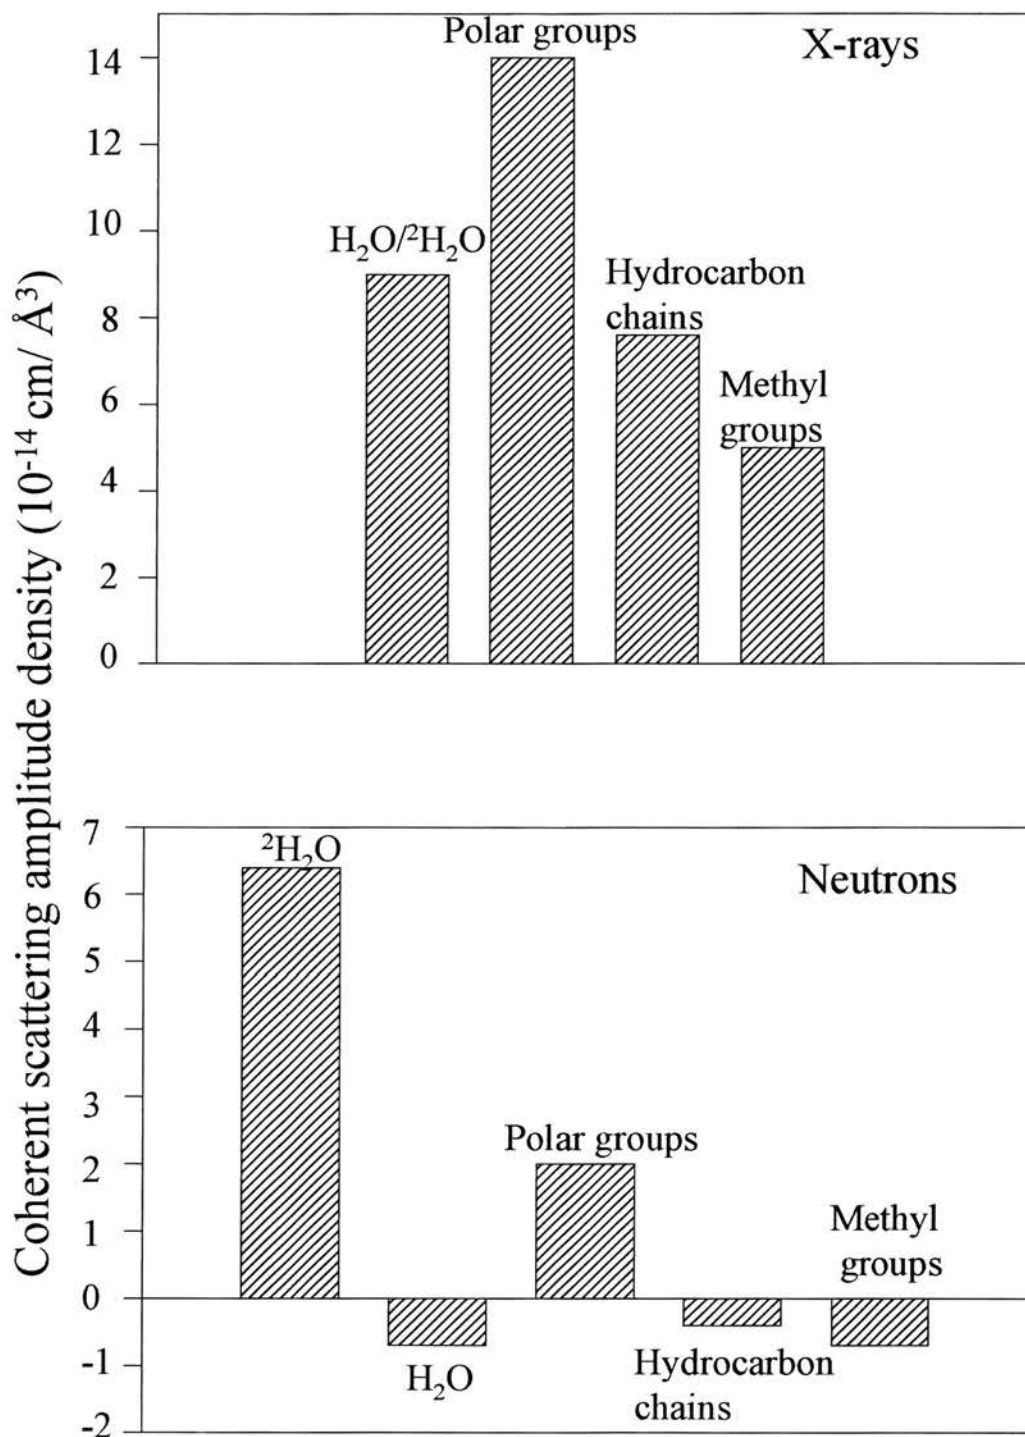 Coherent scattering amplitude density (10⁻¹⁴ cm/ Å³)
X-rays
Polar groups
H₂O/²H₂O
Hydrocarbon
chains
Methyl
groups
14
12
10
8
6
4
2
0
Neutrons
²H₂O
H₂O
Polar groups
Hydrocarbon
chains
Methyl
groups
7
6
5
4
3
2
1
0
-1
-2